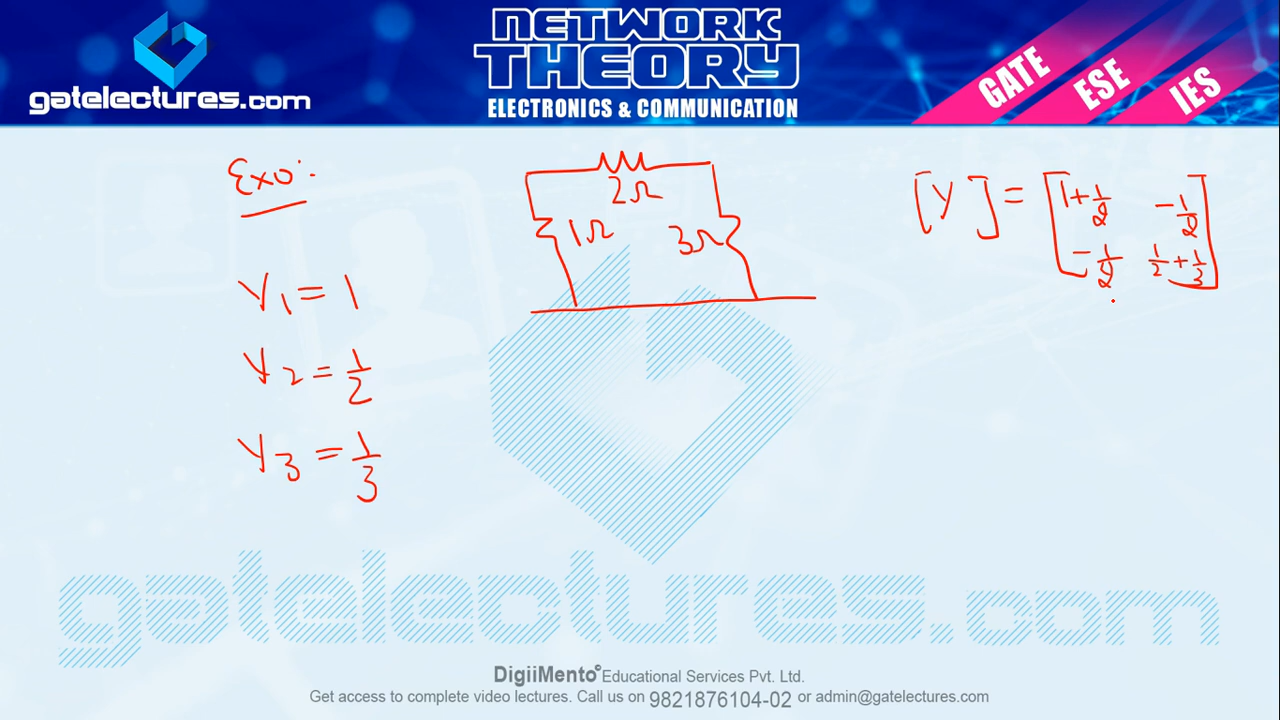 gatelectures.com
NETWORK
THEORY
ELECTRONICS & COMMUNICATION
GATE
ESE
IES
Exo:
2Ω
1Ω 3Ω
[Y] = [1+1/2 -1/2
-1/2 1/2+1/3]
Y1 = 1
Y2 = 1/2
Y3 = 1/3
gatelectures.com
DigiiMento© Educational Services Pvt. Ltd.
Get access to complete video lectures. Call us on 9821876104-02 or admin@gatelectures.com